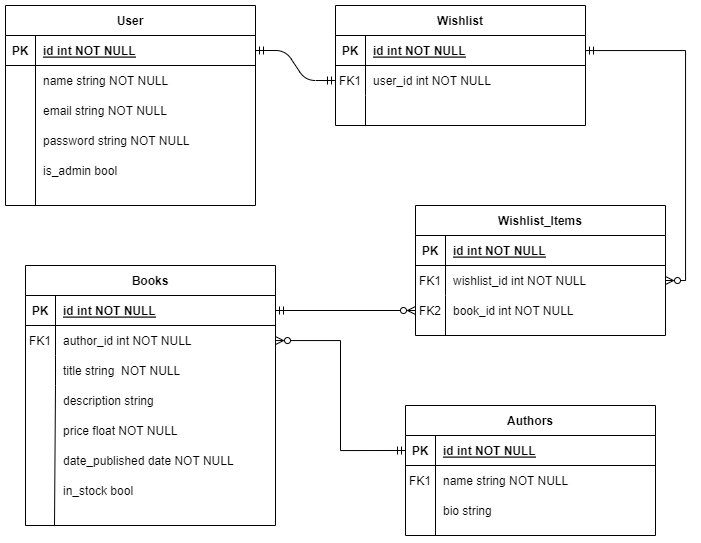 User
PK id int NOT NULL
name string NOT NULL
email string NOT NULL
password string NOT NULL
is_admin bool
Wishlist
PK id int NOT NULL
FK1 user_id int NOT NULL
Wishlist_Items
PK id int NOT NULL
FK1 wishlist_id int NOT NULL
FK2 book_id int NOT NULL
Books
PK id int NOT NULL
FK1 author_id int NOT NULL
title string  NOT NULL
description string
price float NOT NULL
date_published date NOT NULL
in_stock bool
Authors
PK id int NOT NULL
FK1 name string NOT NULL
bio string